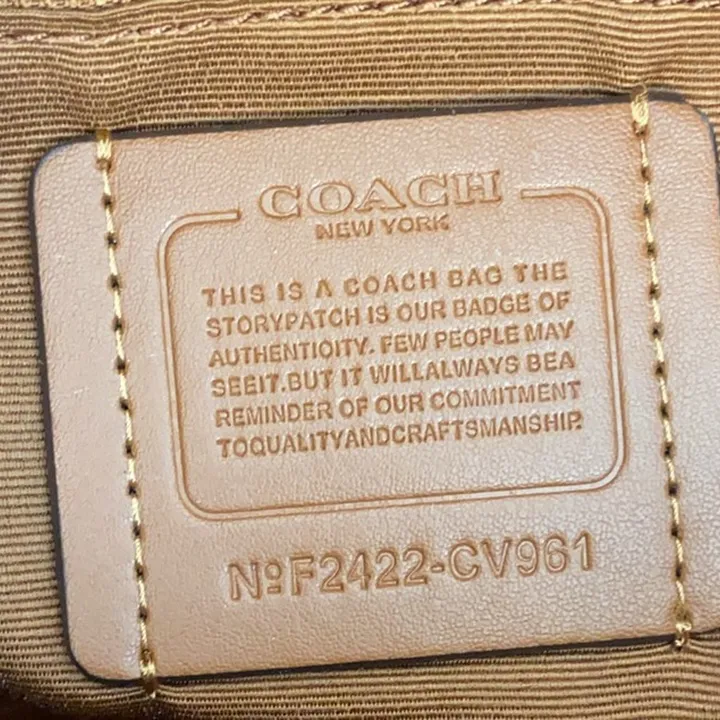 COACH
NEW YORK
THIS IS A COACH BAG THE
STORYPATCH IS OUR BADGE OF
AUTHENTIOITY. FEW PEOPLE MAY
SEEIT.BUT IT WILLALWAYS BEA
REMINDER OF OUR COMMITMENT
TOQUALITYANDCRAFTSMANSHIP.
NºF2422-CV961